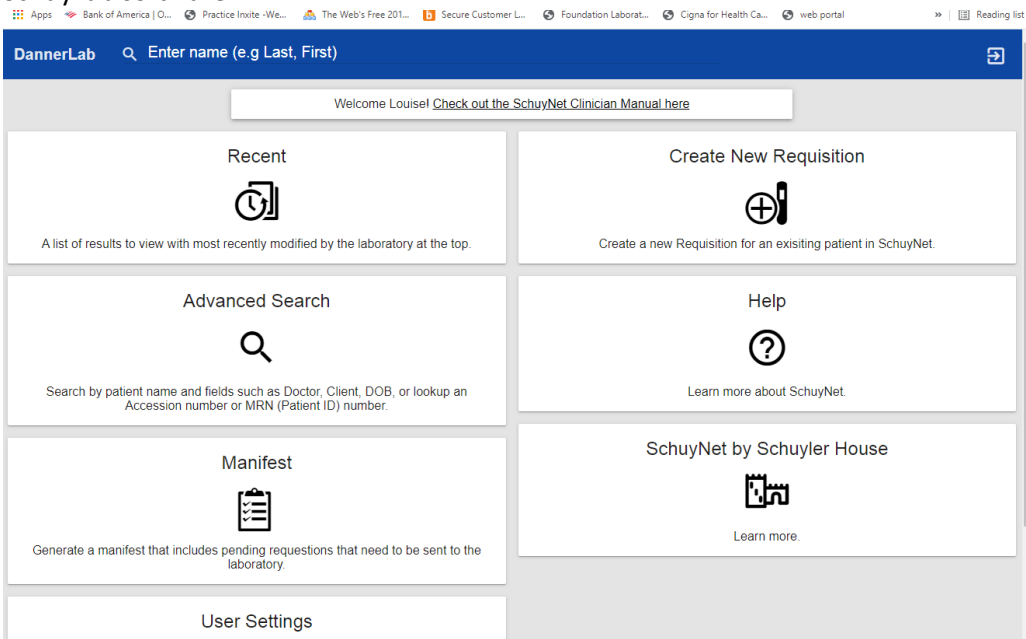 Apps Bank of America | O... Practice Inxite -We... The Web's Free 201... Secure Customer L... Foundation Laborat... Cigna for Health Ca... web portal » Reading list
DannerLab Enter name (e.g Last, First)
Welcome Louise! Check out the SchuyNet Clinician Manual here
Recent
A list of results to view with most recently modified by the laboratory at the top.
Create New Requisition
Create a new Requisition for an exisiting patient in SchuyNet.
Advanced Search
Search by patient name and fields such as Doctor, Client, DOB, or lookup an
Accession number or MRN (Patient ID) number.
Help
Learn more about SchuyNet.
Manifest
Generate a manifest that includes pending requestions that need to be sent to the
laboratory.
SchuyNet by Schuyler House
Learn more.
User Settings